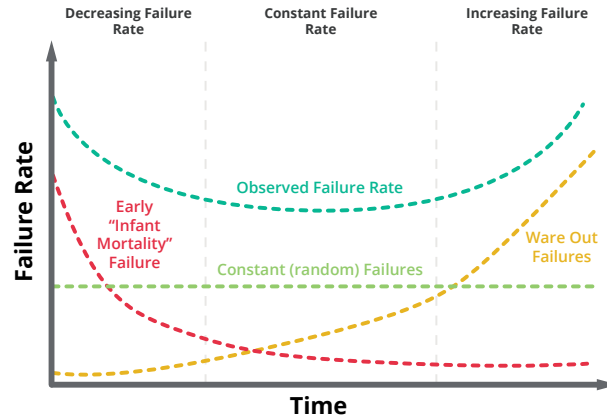 Decreasing Failure
Rate
Constant Failure
Rate
Increasing Failure
Rate
Failure Rate
Observed Failure Rate
Early
“Infant
Mortality”
Failure
Ware Out
Failures
Constant (random) Failures
Time